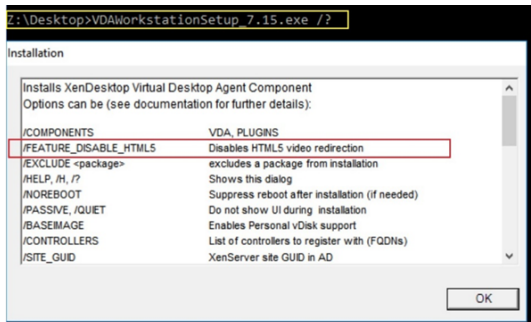 Z:\Desktop>VDAWorkstationSetup_7.15.exe /?
Installation
Installs XenDesktop Virtual Desktop Agent Component
Options can be (see documentation for further details):
/COMPONENTS VDA, PLUGINS
/FEATURE_DISABLE_HTML5 Disables HTML5 video redirection
/EXCLUDE <package> excludes a package from installation
/HELP, /H, /? Shows this dialog
/NOREBOOT Suppress reboot after installation (if needed)
/PASSIVE, /QUIET Do not show UI during installation
/BASEIMAGE Enables Personal vDisk support
/CONTROLLERS List of controllers to register with (FQDNs)
/SITE_GUID XenServer site GUID in AD
OK